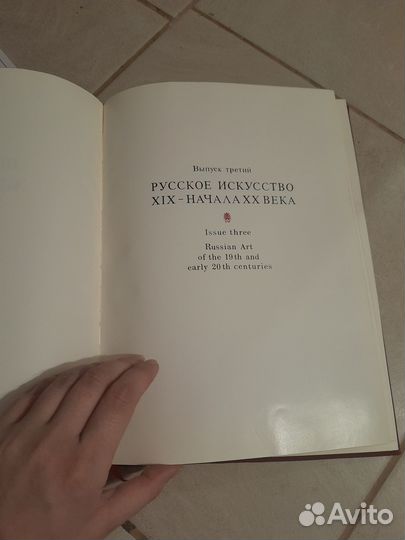 Выпуск третий
РУССКОЕ ИСКУССТВО
XIX – НАЧАЛА XX ВЕКА
Issue three
Russian Art
of the 19th and
early 20th centuries
Avito